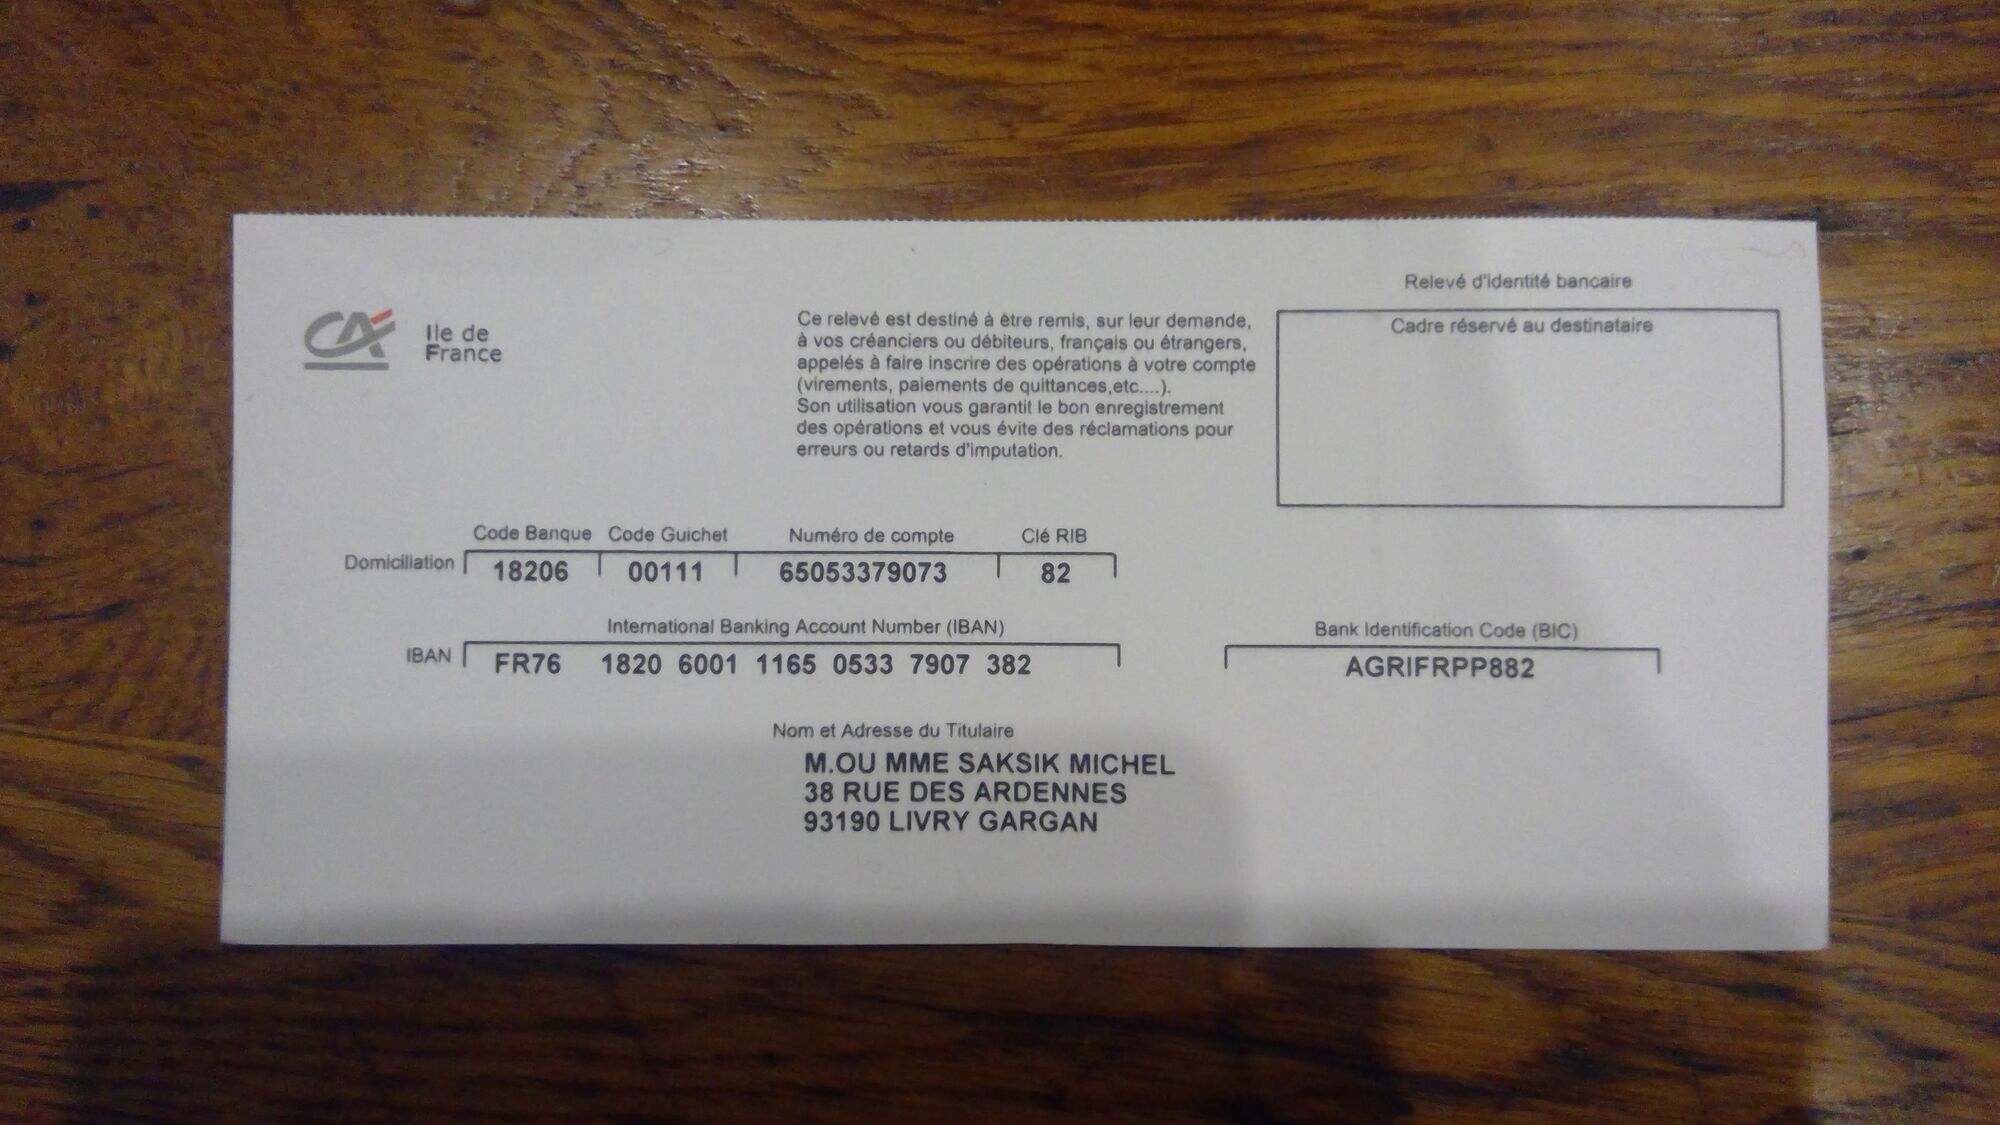 Relevé d'identité bancaire
CA
Ile de
France
Ce relevé est destiné à être remis, sur leur demande,
à vos créanciers ou débiteurs, français ou étrangers,
appelés à faire inscrire des opérations à votre compte
(virements, paiements de quittances,etc....).
Son utilisation vous garantit le bon enregistrement
des opérations et vous évite des réclamations pour
erreurs ou retards d'imputation.
Cadre réservé au destinataire
Code Banque Code Guichet Numéro de compte Clé RIB
Domiciliation 18206 00111 65053379073 82
International Banking Account Number (IBAN)
IBAN FR76 1820 6001 1165 0533 7907 382
Bank Identification Code (BIC)
AGRIFRPP882
Nom et Adresse du Titulaire
M.OU MME SAKSIK MICHEL
38 RUE DES ARDENNES
93190 LIVRY GARGAN